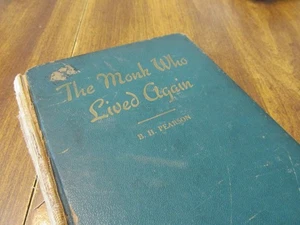 The Monk Who
Lived Again
B. H. PEARSON